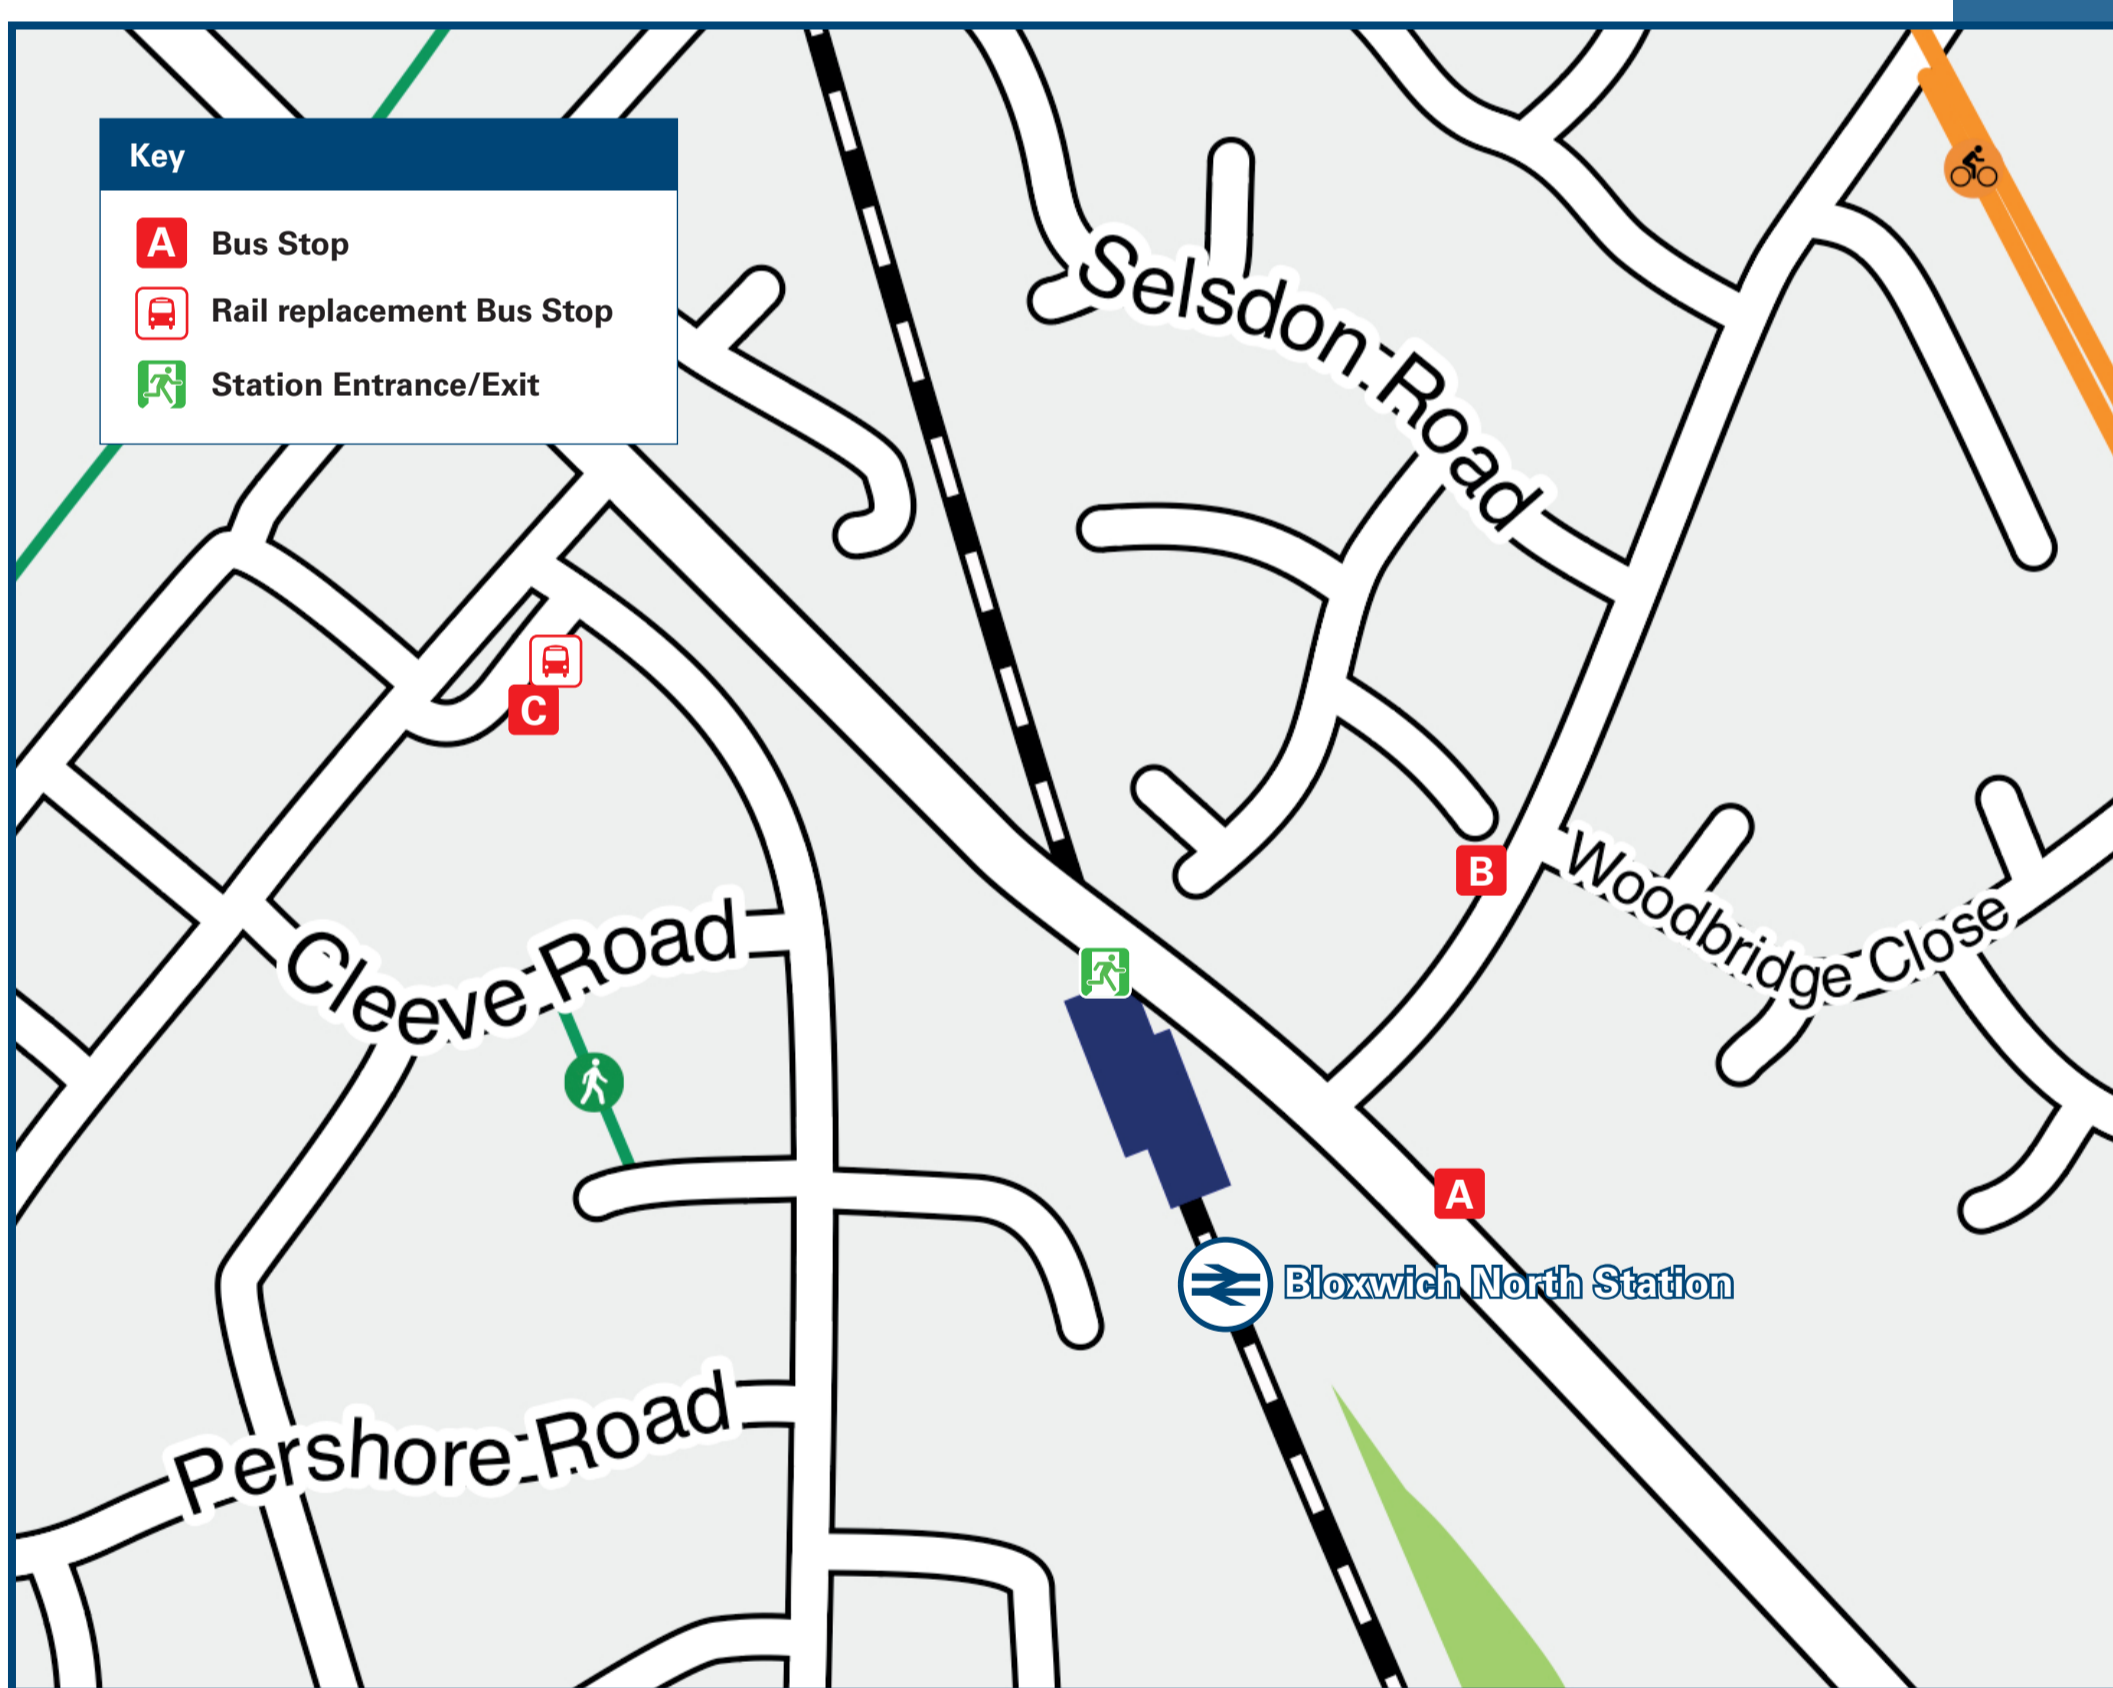 Key
A Bus Stop
Rail replacement Bus Stop
Station Entrance/Exit
Selsdon Road
C
B
Woodbridge Close
Cleeve Road
A
Bloxwich North Station
Pershore Road